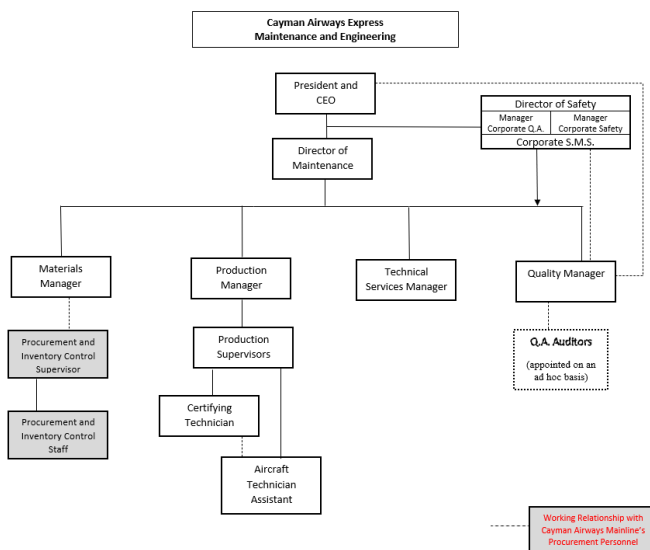 Cayman Airways Express
Maintenance and Engineering
President and
CEO
Director of Safety
Manager
Corporate Q.A.
Manager
Corporate Safety
Corporate S.M.S.
Director of
Maintenance
Materials
Manager
Production
Manager
Technical
Services Manager
Quality Manager
Procurement and
Inventory Control
Supervisor
Production
Supervisors
Q.A. Auditors
(appointed on an
ad hoc basis)
Procurement and
Inventory Control
Staff
Certifying
Technician
Aircraft
Technician
Assistant
Working Relationship with
Cayman Airways Mainline's
Procurement Personnel